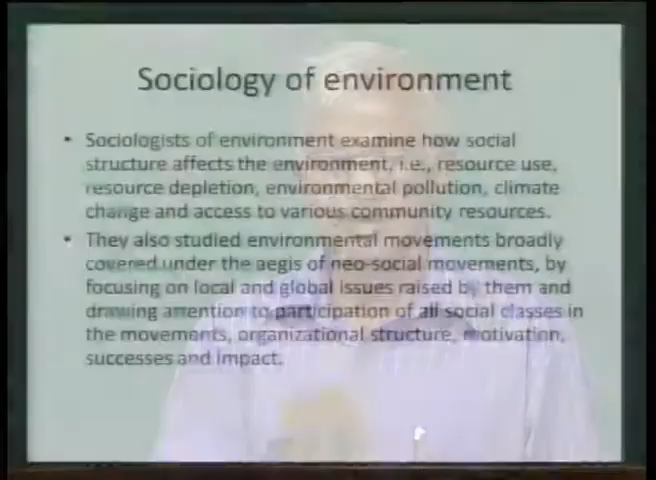 Sociology of environment
• Sociologists of environment examine how social
structure affects the environment, i.e., resource use,
resource depletion, environmental pollution, climate
change and access to various community resources.
• They also studied environmental movements broadly
covered under the aegis of neo-social movements, by
focusing on local and global issues raised by them and
drawing attention to participation of all social classes in
the movements, organizational structure, motivation,
successes and impact.